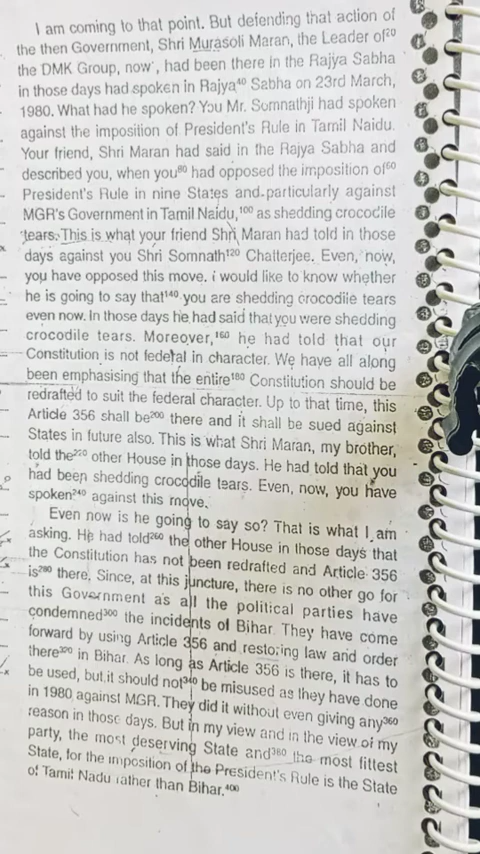 I am coming to that point. But defending that action of
the then Government, Shri Murasoli Maran, the Leader of²⁰
the DMK Group, now, had been there in the Rajya Sabha
in those days had spoken in Rajya⁴⁰ Sabha on 23rd March,
1980. What had he spoken? You Mr. Somnathji had spoken
against the imposition of President's Rule in Tamil Naidu.
Your friend, Shri Maran had said in the Rajya Sabha and
described you, when you⁸⁰ had opposed the imposition of⁶⁰
President's Rule in nine States and particularly against
MGR's Government in Tamil Naidu,¹⁰⁰ as shedding crocodile
tears. This is what your friend Shri Maran had told in those
days against you Shri Somnath¹²⁰ Chatterjee. Even, now,
you have opposed this move. i would like to know whether
he is going to say that¹⁴⁰ you are shedding crocodile tears
even now. In those days he had said that you were shedding
crocodile tears. Moreover,¹⁶⁰ he had told that our
Constitution is not federal in character. We have all along
been emphasising that the entire¹⁸⁰ Constitution should be
redrafted to suit the federal character. Up to that time, this
Article 356 shall be²⁰⁰ there and it shall be sued against
States in future also. This is what Shri Maran, my brother,
told the²²⁰ other House in those days. He had told that you
had been shedding crocodile tears. Even, now, you have
spoken²⁴⁰ against this move.
Even now is he going to say so? That is what I am
asking. He had told²⁶⁰ the other House in those days that
the Constitution has not been redrafted and Article 356
is²⁸⁰ there. Since, at this juncture, there is no other go for
this Government as all the political parties have
condemned³⁰⁰ the incidents of Bihar. They have come
forward by using Article 356 and restoring law and order
there³²⁰ in Bihar. As long as Article 356 is there, it has to
be used, but it should not³⁴⁰ be misused as they have done
in 1980 against MGR. They did it without even giving any³⁶⁰
reason in those days. But in my view and in the view of my
party, the most deserving State and³⁸⁰ the most fittest
State, for the imposition of the President's Rule is the State
of Tamil Nadu rather than Bihar.⁴⁰⁰